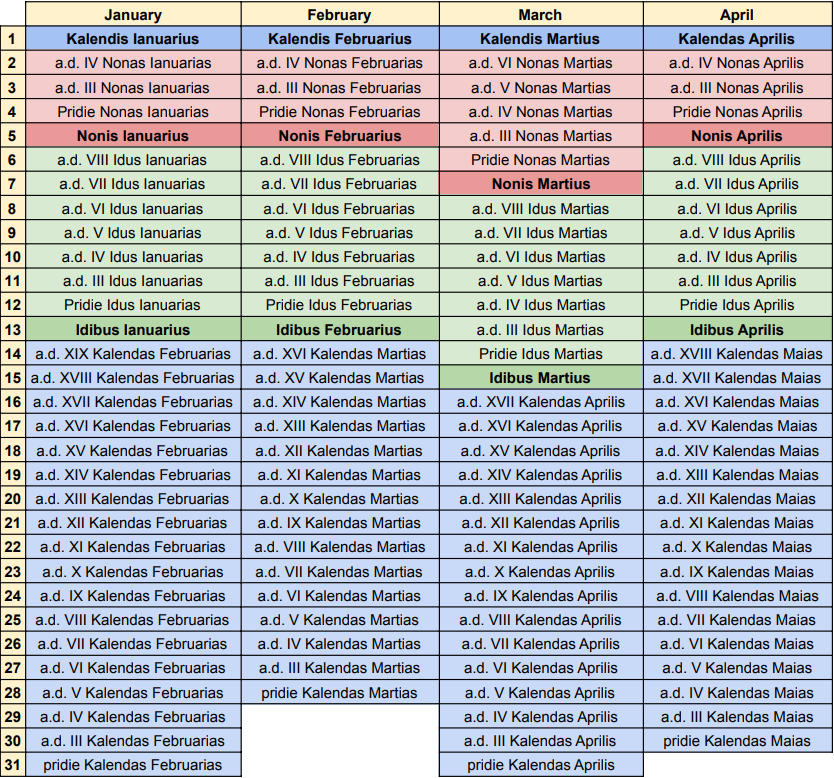 January February March April
1 Kalendis Ianuarius Kalendis Februarius Kalendis Martius Kalendas Aprilis
2 a.d. IV Nonas Ianuarias a.d. IV Nonas Februarias a.d. VI Nonas Martias a.d. IV Nonas Aprilis
3 a.d. III Nonas Ianuarias a.d. III Nonas Februarias a.d. V Nonas Martias a.d. III Nonas Aprilis
4 Pridie Nonas Ianuarias Pridie Nonas Februarias a.d. IV Nonas Martias Pridie Nonas Aprilis
5 Nonis Ianuarius Nonis Februarius a.d. III Nonas Martias Nonis Aprilis
6 a.d. VIII Idus Ianuarias a.d. VIII Idus Februarias Pridie Nonas Martias a.d. VIII Idus Aprilis
7 a.d. VII Idus Ianuarias a.d. VII Idus Februarias Nonis Martius a.d. VII Idus Aprilis
8 a.d. VI Idus Ianuarias a.d. VI Idus Februarias a.d. VIII Idus Martias a.d. VI Idus Aprilis
9 a.d. V Idus Ianuarias a.d. V Idus Februarias a.d. VII Idus Martias a.d. V Idus Aprilis
10 a.d. IV Idus Ianuarias a.d. IV Idus Februarias a.d. VI Idus Martias a.d. IV Idus Aprilis
11 a.d. III Idus Ianuarias a.d. III Idus Februarias a.d. V Idus Martias a.d. III Idus Aprilis
12 Pridie Idus Ianuarias Pridie Idus Februarias a.d. IV Idus Martias Pridie Idus Aprilis
13 Idibus Ianuarius Idibus Februarius a.d. III Idus Martias Idibus Aprilis
14 a.d. XIX Kalendas Februarias a.d. XVI Kalendas Martias Pridie Idus Martias a.d. XVIII Kalendas Maias
15 a.d. XVIII Kalendas Februarias a.d. XV Kalendas Martias Idibus Martius a.d. XVII Kalendas Maias
16 a.d. XVII Kalendas Februarias a.d. XIV Kalendas Martias a.d. XVII Kalendas Aprilis a.d. XVI Kalendas Maias
17 a.d. XVI Kalendas Februarias a.d. XIII Kalendas Martias a.d. XVI Kalendas Aprilis a.d. XV Kalendas Maias
18 a.d. XV Kalendas Februarias a.d. XII Kalendas Martias a.d. XV Kalendas Aprilis a.d. XIV Kalendas Maias
19 a.d. XIV Kalendas Februarias a.d. XI Kalendas Martias a.d. XIV Kalendas Aprilis a.d. XIII Kalendas Maias
20 a.d. XIII Kalendas Februarias a.d. X Kalendas Martias a.d. XIII Kalendas Aprilis a.d. XII Kalendas Maias
21 a.d. XII Kalendas Februarias a.d. IX Kalendas Martias a.d. XII Kalendas Aprilis a.d. XI Kalendas Maias
22 a.d. XI Kalendas Februarias a.d. VIII Kalendas Martias a.d. XI Kalendas Aprilis a.d. X Kalendas Maias
23 a.d. X Kalendas Februarias a.d. VII Kalendas Martias a.d. X Kalendas Aprilis a.d. IX Kalendas Maias
24 a.d. IX Kalendas Februarias a.d. VI Kalendas Martias a.d. IX Kalendas Aprilis a.d. VIII Kalendas Maias
25 a.d. VIII Kalendas Februarias a.d. V Kalendas Martias a.d. VIII Kalendas Aprilis a.d. VII Kalendas Maias
26 a.d. VII Kalendas Februarias a.d. IV Kalendas Martias a.d. VII Kalendas Aprilis a.d. VI Kalendas Maias
27 a.d. VI Kalendas Februarias a.d. III Kalendas Martias a.d. VI Kalendas Aprilis a.d. V Kalendas Maias
28 a.d. V Kalendas Februarias pridie Kalendas Martias a.d. V Kalendas Aprilis a.d. IV Kalendas Maias
29 a.d. IV Kalendas Februarias a.d. IV Kalendas Aprilis a.d. III Kalendas Maias
30 a.d. III Kalendas Februarias a.d. III Kalendas Aprilis pridie Kalendas Maias
31 pridie Kalendas Februarias pridie Kalendas Aprilis